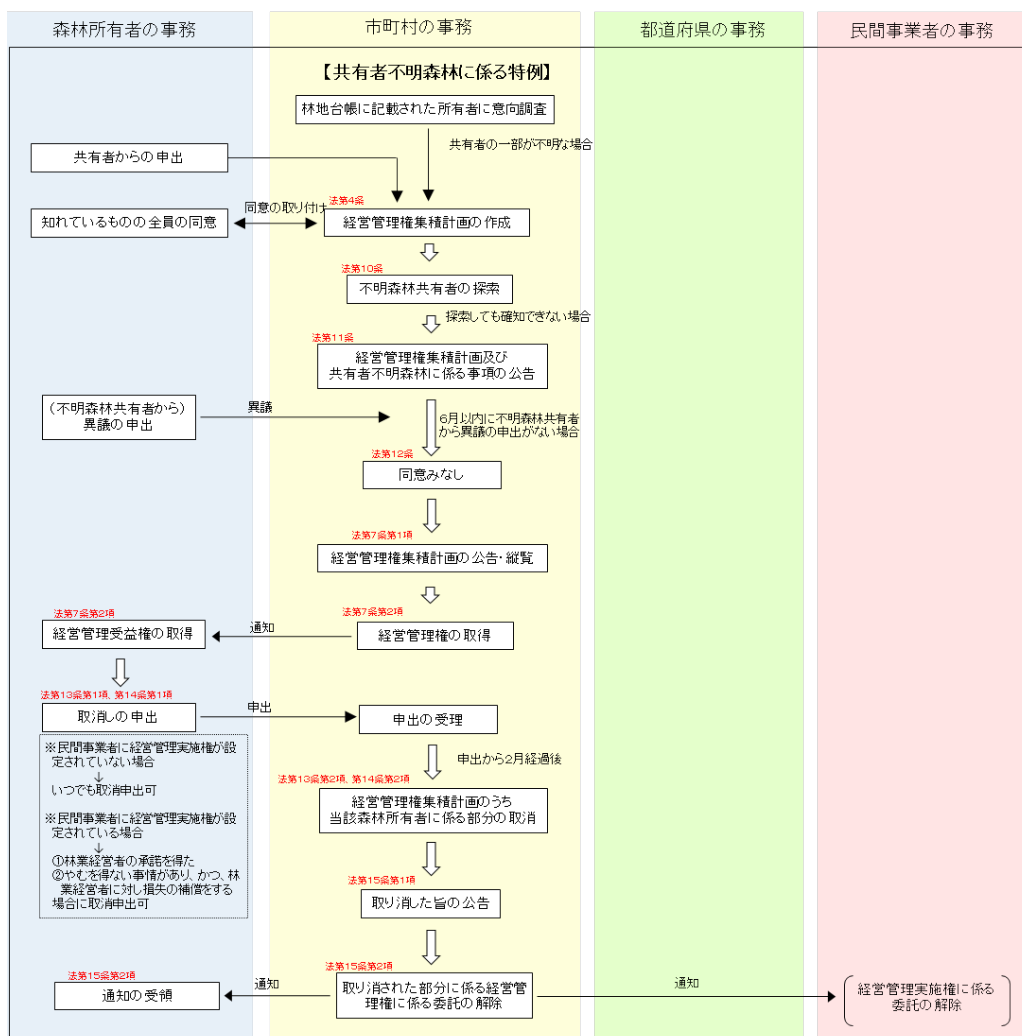 森林所有者の事務
市町村の事務
都道府県の事務
民間事業者の事務
【共有者不明森林に係る特例】
林地台帳に記載された所有者に意向調査
共有者の一部が不明な場合
共有者からの申出
法第4条
同意の取り付け
知れているものの全員の同意
経営管理権集積計画の作成
法第10条
不明森林共有者の探索
探索しても確知できない場合
法第11条
経営管理権集積計画及び
共有者不明森林に係る事項の公告
(不明森林共有者から)
異議の申出
異議
6月以内に不明森林共有者
から異議の申出がない場合
法第12条
同意みなし
法第7条第1項
経営管理権集積計画の公告・縦覧
法第7条第2項
経営管理受益権の取得
通知
法第7条第2項
経営管理権の取得
法第13条第1項、第14条第1項
取消しの申出
申出
申出の受理
※民間事業者に経営管理実施権が設
定されていない場合
↓
いつでも取消申出可
※民間事業者に経営管理実施権が設
定されている場合
↓
①林業経営者の承諾を得た
②やむを得ない事情があり、かつ、林
業経営者に対し損失の補償をする
場合に取消申出可
申出から2月経過後
法第13条第2項、第14条第2項
経営管理権集積計画のうち
当該森林所有者に係る部分の取消
法第15条第1項
取り消した旨の公告
法第15条第2項
通知の受領
通知
法第15条第2項
取り消された部分に係る経営管
理権に係る委託の解除
通知
経営管理実施権に係る
委託の解除